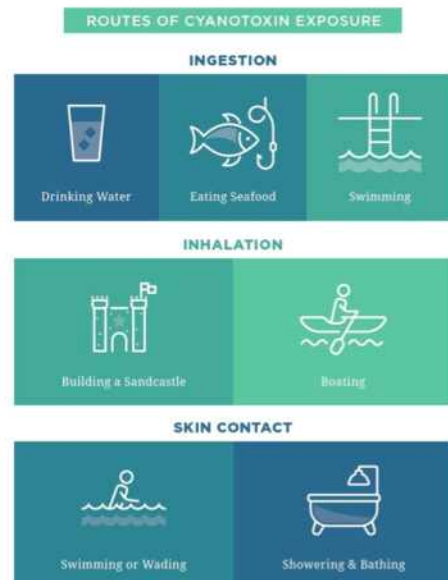 ROUTES OF CYANOTOXIN EXPOSURE
INGESTION
Drinking Water
Eating Seafood
Swimming
INHALATION
Building a Sandcastle
Boating
SKIN CONTACT
Swimming or Wading
Showering & Bathing